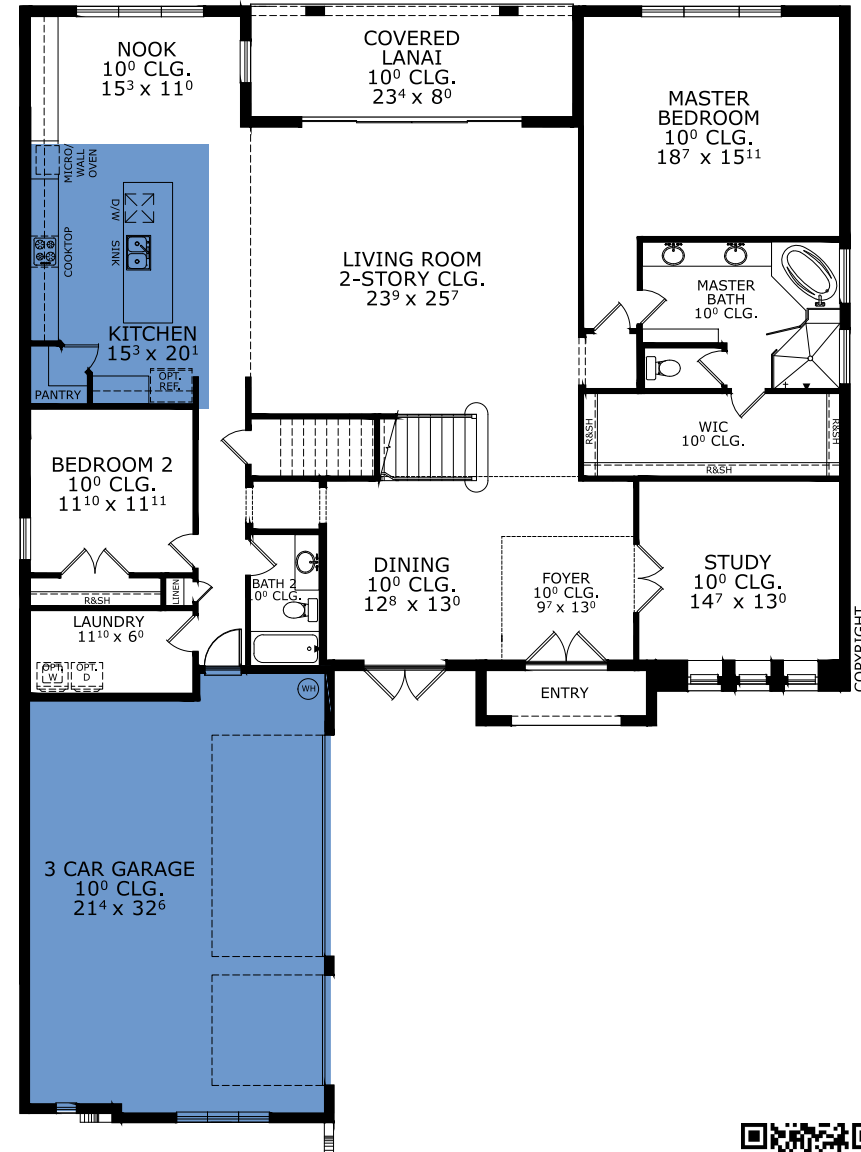 NOOK
10⁰ CLG.
15³ x 11⁰
COVERED
LANAI
10⁰ CLG.
23⁴ x 8⁰
MASTER
BEDROOM
10⁰ CLG.
18⁷ x 15¹¹
MICRO/
WALL
OVEN
D/W
SINK
COOKTOP
LIVING ROOM
2-STORY CLG.
23⁹ x 25⁷
MASTER
BATH
10⁰ CLG.
KITCHEN
15³ x 20¹
OPT.
REF.
PANTRY
R&SH
WIC
10⁰ CLG.
R&SH
R&SH
BEDROOM 2
10⁰ CLG.
11¹⁰ x 11¹¹
R&SH
LINEN
BATH 2
10⁰ CLG.
DINING
10⁰ CLG.
12⁸ x 13⁰
FOYER
10⁰ CLG.
9⁷ x 13⁰
STUDY
10⁰ CLG.
14⁷ x 13⁰
LAUNDRY
11¹⁰ x 6⁰
OPT.
W
OPT.
D
WH
ENTRY
COPYRIGHT
3 CAR GARAGE
10⁰ CLG.
21⁴ x 32⁶